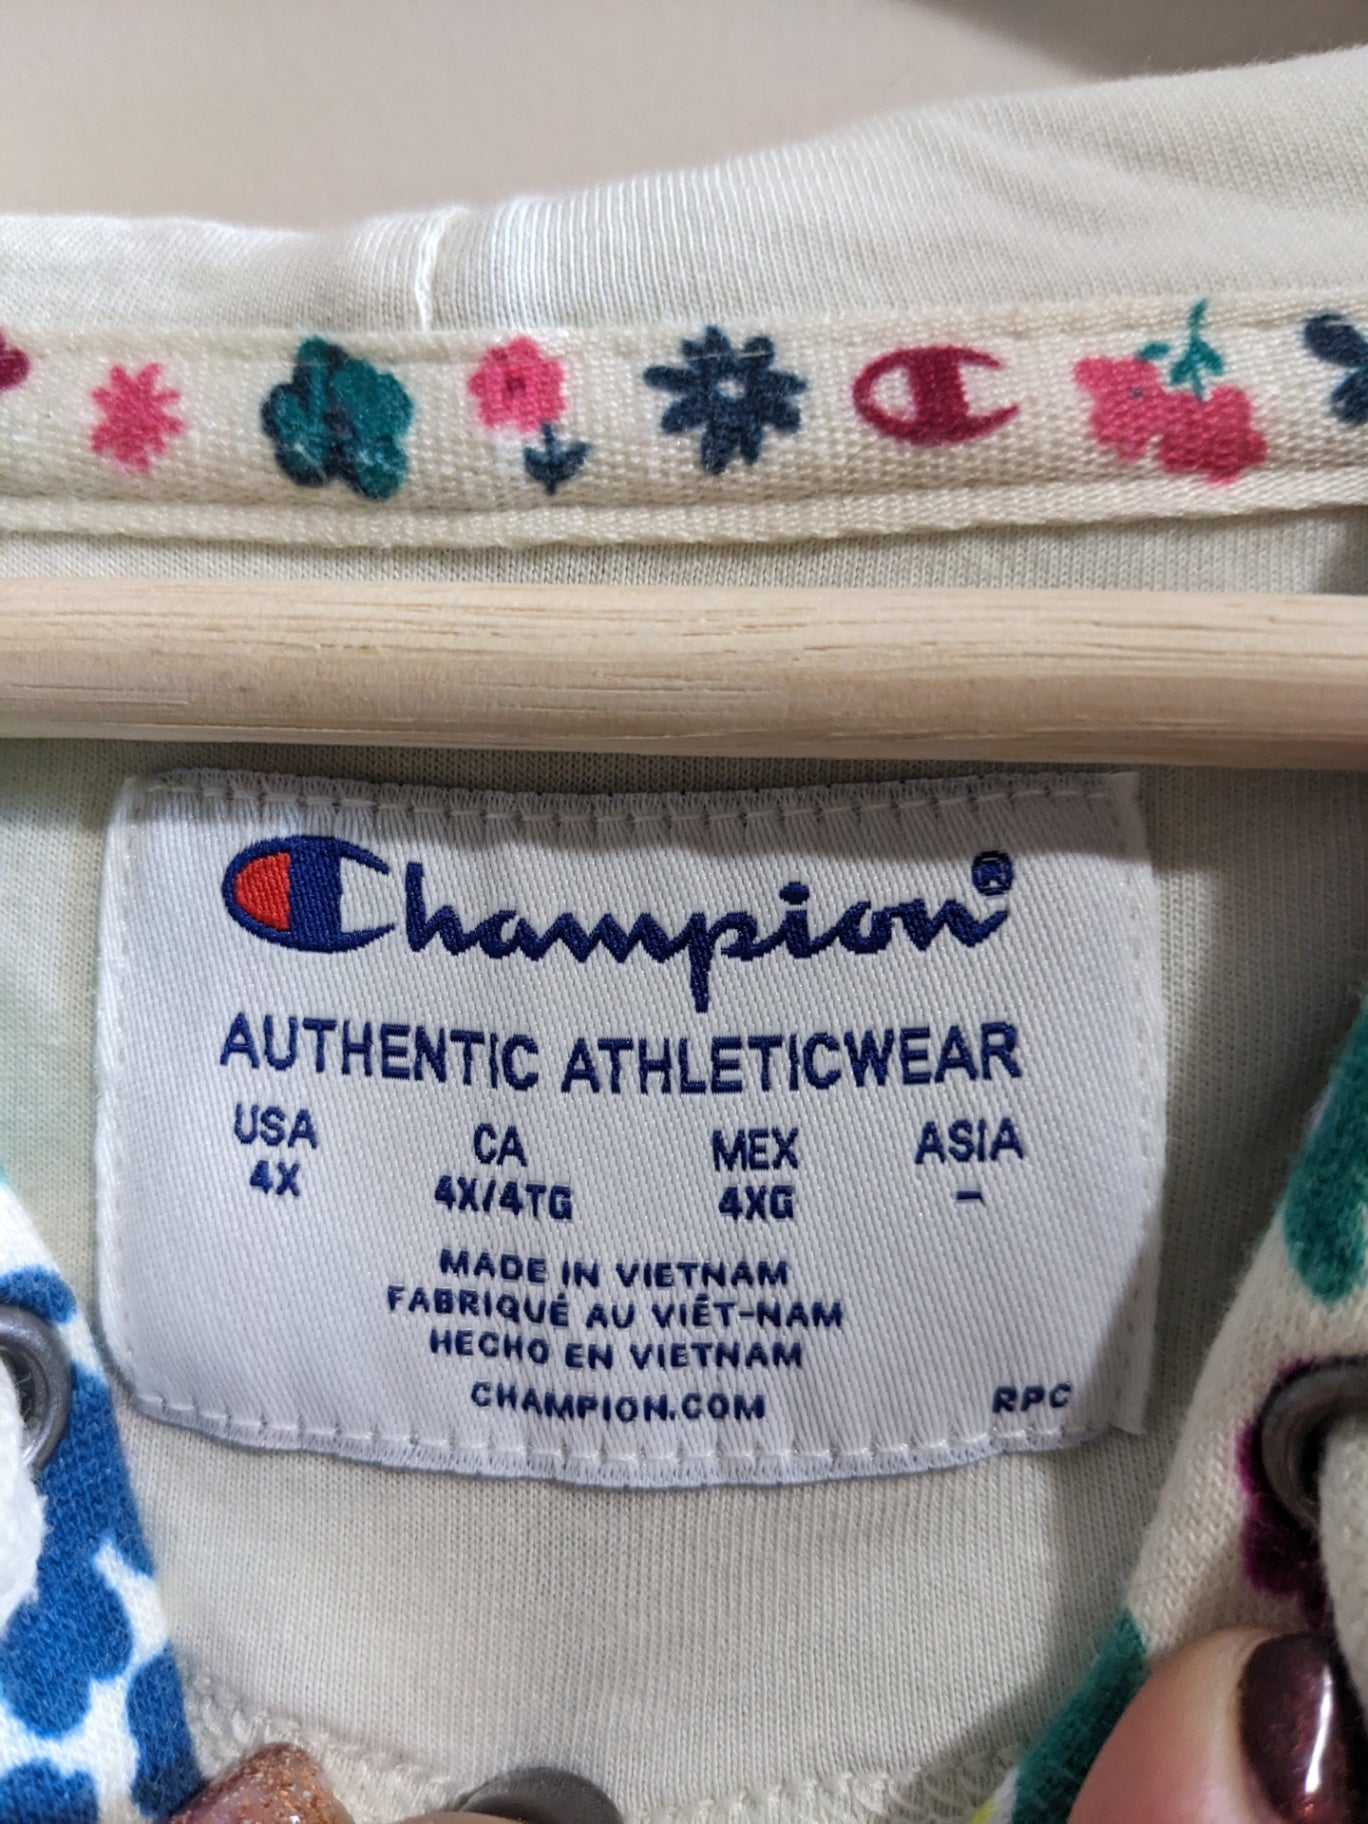 Champion®
AUTHENTIC ATHLETICWEAR
USA CA MEX ASIA
4X 4X/4TG 4XG –
MADE IN VIETNAM
FABRIQUÉ AU VIÊT-NAM
HECHO EN VIETNAM
CHAMPION.COM RPC